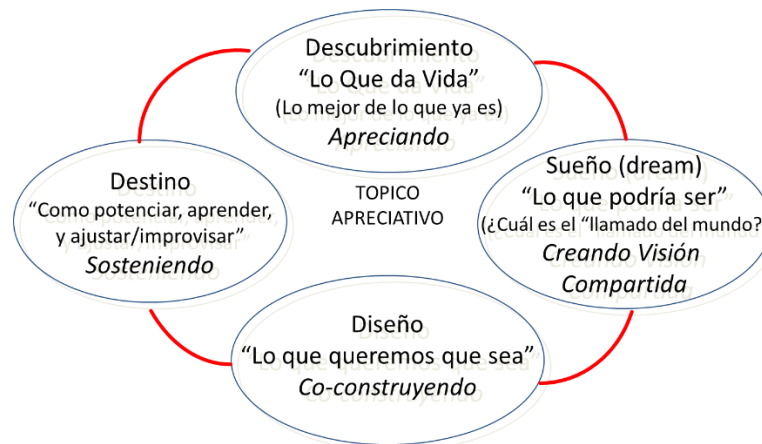 Descubrimiento
“Lo Que da Vida”
(Lo mejor de lo que ya es)
Apreciando
Sueño (dream)
“Lo que podría ser”
(¿Cuál es el “llamado del mundo?
Creando Visión
Compartida
TOPICO
APRECIATIVO
Destino
“Como potenciar, aprender,
y ajustar/improvisar”
Sosteniendo
Diseño
“Lo que queremos que sea”
Co-construyendo